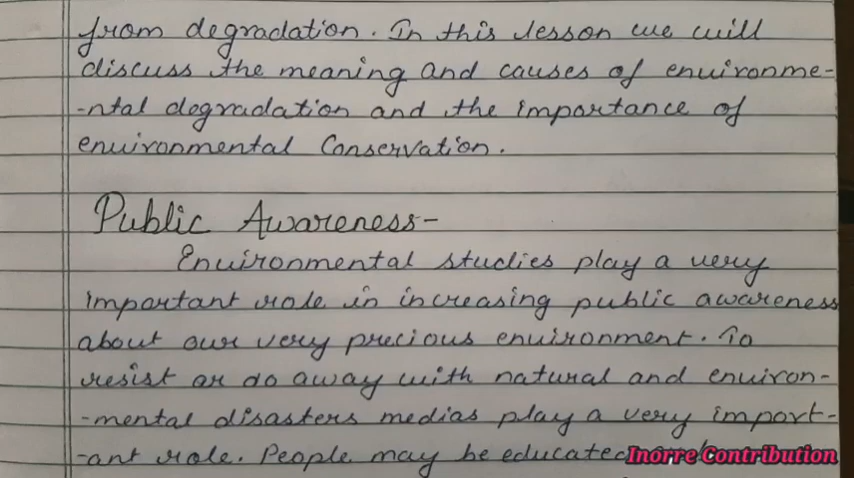 from degradation. In this lesson we will
discuss the meaning and causes of environme-
-ntal degradation and the importance of
environmental Conservation.
Public Awareness-
Environmental studies play a very
important role in increasing public awareness
about our very precious environment. To
resist or do away with natural and environ-
-mental disasters medias play a very import-
-ant role. People may be educated
Inorre Contribution